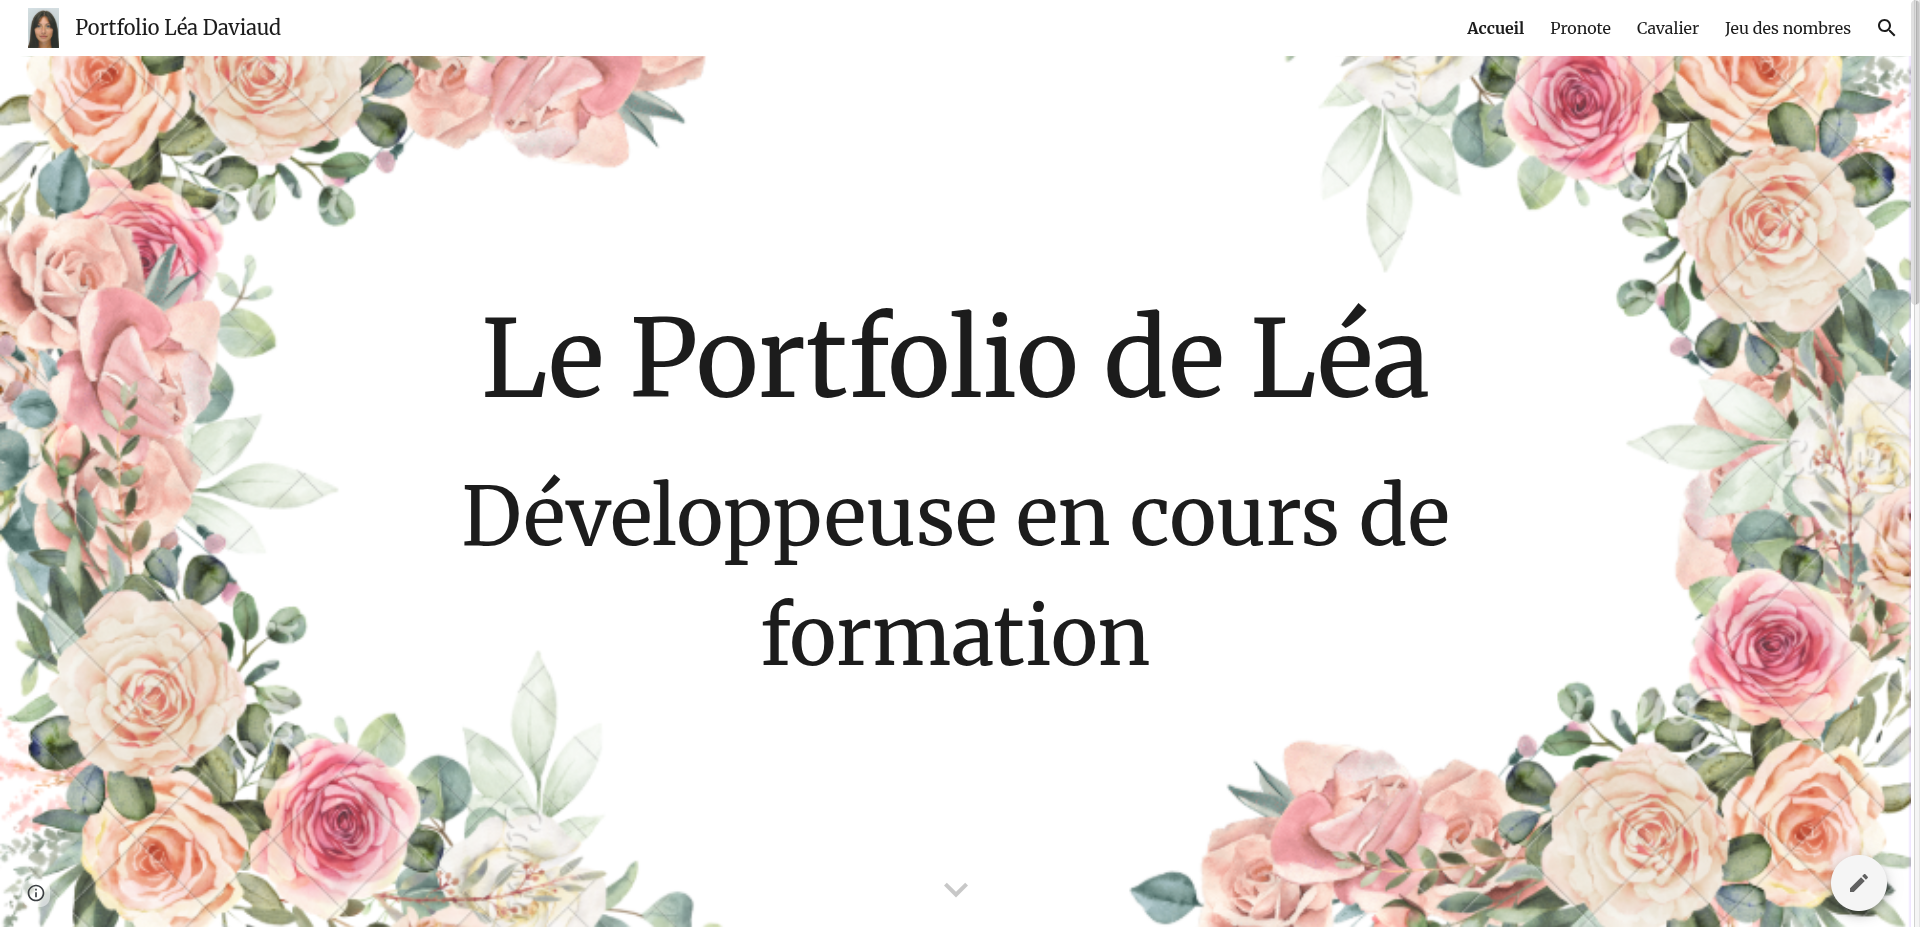 Portfolio Léa Daviaud
Accueil
Pronote
Cavalier
Jeu des nombres
Le Portfolio de Léa
Développeuse en cours de
formation